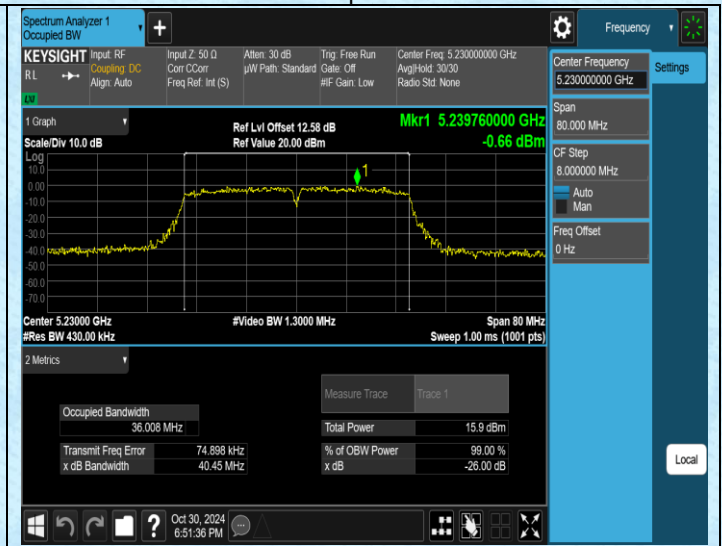 Spectrum Analyzer 1
Occupied BW
Frequency
KEYSIGHT
R L
LM
Input: RF
Coupling: DC
Align: Auto
Input Z: 50 Ω
Corr CCorr
Freq Ref: Int (S)
Atten: 30 dB
µW Path: Standard
Trig: Free Run
Gate: Off
#IF Gain: Low
Center Freq: 5.230000000 GHz
Avg|Hold: 30/30
Radio Std: None
Center Frequency
5.230000000 GHz
Settings
Span
80.000 MHz
CF Step
8.000000 MHz
Auto
Man
Freq Offset
0 Hz
Local
1 Graph
Scale/Div 10.0 dB
Ref Lvl Offset 12.58 dB
Ref Value 20.00 dBm
Mkr1 5.239760000 GHz
-0.66 dBm
Log
10.0
0.00
-10.0
-20.0
-30.0
-40.0
-50.0
-60.0
-70.0
1
Center 5.23000 GHz
#Video BW 1.3000 MHz
Span 80 MHz
#Res BW 430.00 kHz
Sweep 1.00 ms (1001 pts)
2 Metrics
Measure Trace Trace 1
Occupied Bandwidth
36.008 MHz
Total Power 15.9 dBm
Transmit Freq Error 74.898 kHz
% of OBW Power 99.00 %
x dB Bandwidth 40.45 MHz
x dB -26.00 dB
Oct 30, 2024
6:51:36 PM